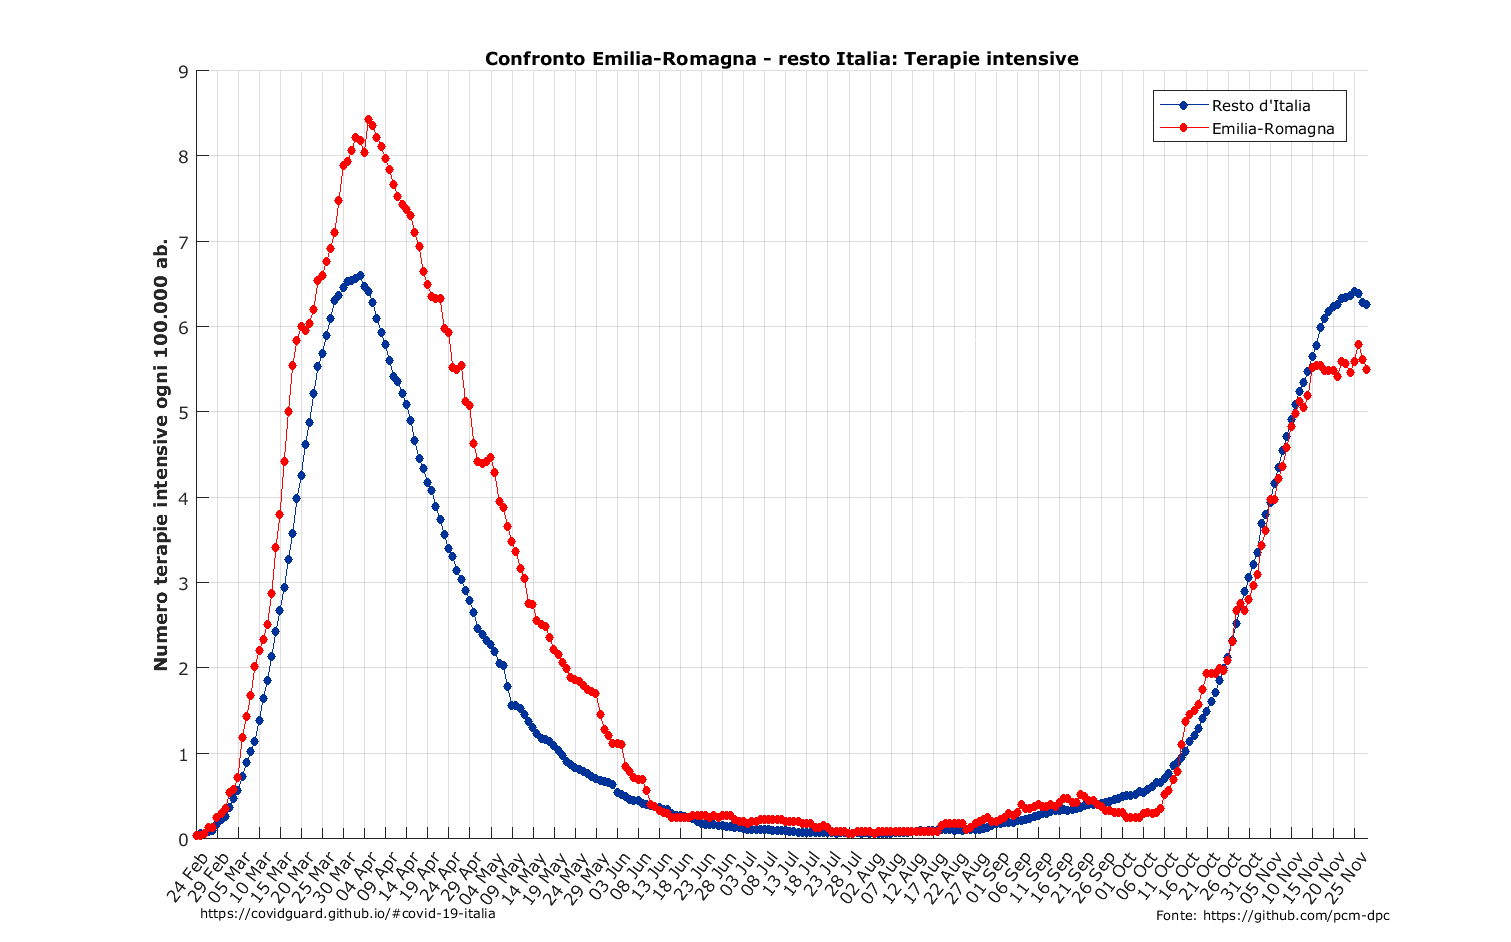 Confronto Emilia-Romagna - resto Italia: Terapie intensive
Resto d'Italia
Emilia-Romagna
Numero terapie intensive ogni 100.000 ab.
9
8
7
6
5
4
3
2
1
0
24 Feb
29 Feb
05 Mar
10 Mar
15 Mar
20 Mar
25 Mar
30 Mar
04 Apr
09 Apr
14 Apr
19 Apr
24 Apr
29 Apr
04 May
09 May
14 May
19 May
24 May
29 May
03 Jun
08 Jun
13 Jun
18 Jun
23 Jun
28 Jun
03 Jul
08 Jul
13 Jul
18 Jul
23 Jul
28 Jul
02 Aug
07 Aug
12 Aug
17 Aug
22 Aug
27 Aug
01 Sep
06 Sep
11 Sep
16 Sep
21 Sep
26 Sep
01 Oct
06 Oct
11 Oct
16 Oct
21 Oct
26 Oct
31 Oct
05 Nov
10 Nov
15 Nov
20 Nov
25 Nov
https://covidguard.github.io/#covid-19-italia
Fonte: https://github.com/pcm-dpc